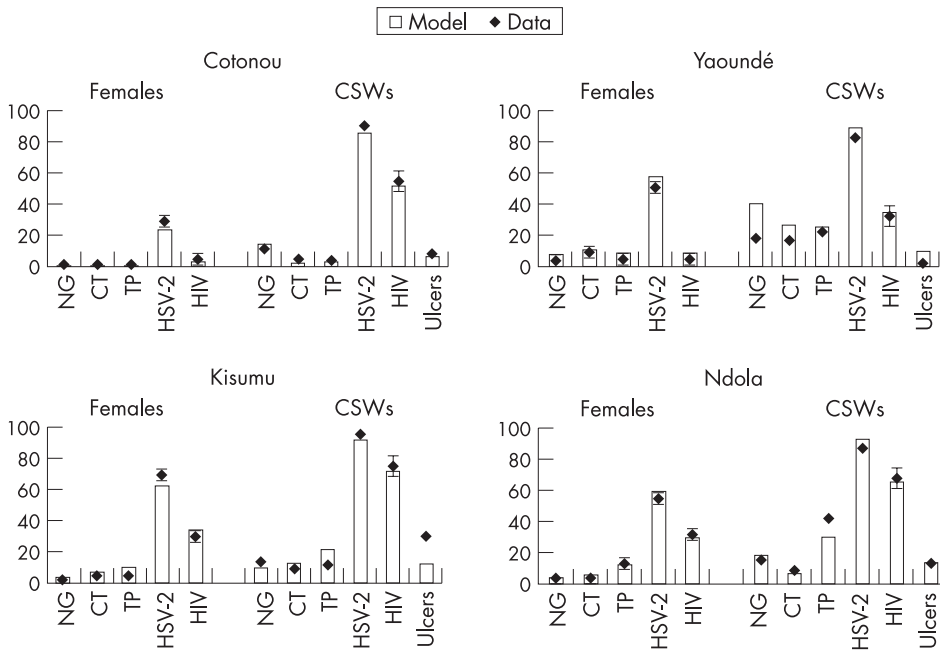 Model Data
Cotonou
Females CSWs
100
80
60
40
20
0
NG CT TP HSV-2 HIV NG CT TP HSV-2 HIV Ulcers
Yaoundé
Females CSWs
100
80
60
40
20
0
NG CT TP HSV-2 HIV NG CT TP HSV-2 HIV Ulcers
Kisumu
Females CSWs
100
80
60
40
20
0
NG CT TP HSV-2 HIV NG CT TP HSV-2 HIV Ulcers
Ndola
Females CSWs
100
80
60
40
20
0
NG CT TP HSV-2 HIV NG CT TP HSV-2 HIV Ulcers